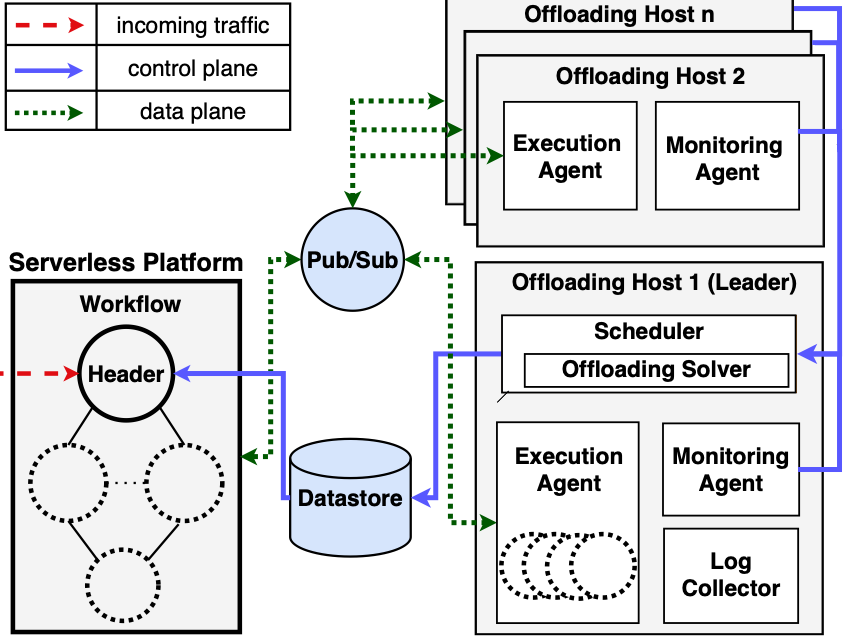 incoming traffic
control plane
data plane
Offloading Host n
Offloading Host 2
Execution
Agent
Monitoring
Agent
Pub/Sub
Serverless Platform
Workflow
Header
Datastore
Offloading Host 1 (Leader)
Scheduler
Offloading Solver
Execution
Agent
Monitoring
Agent
Log
Collector